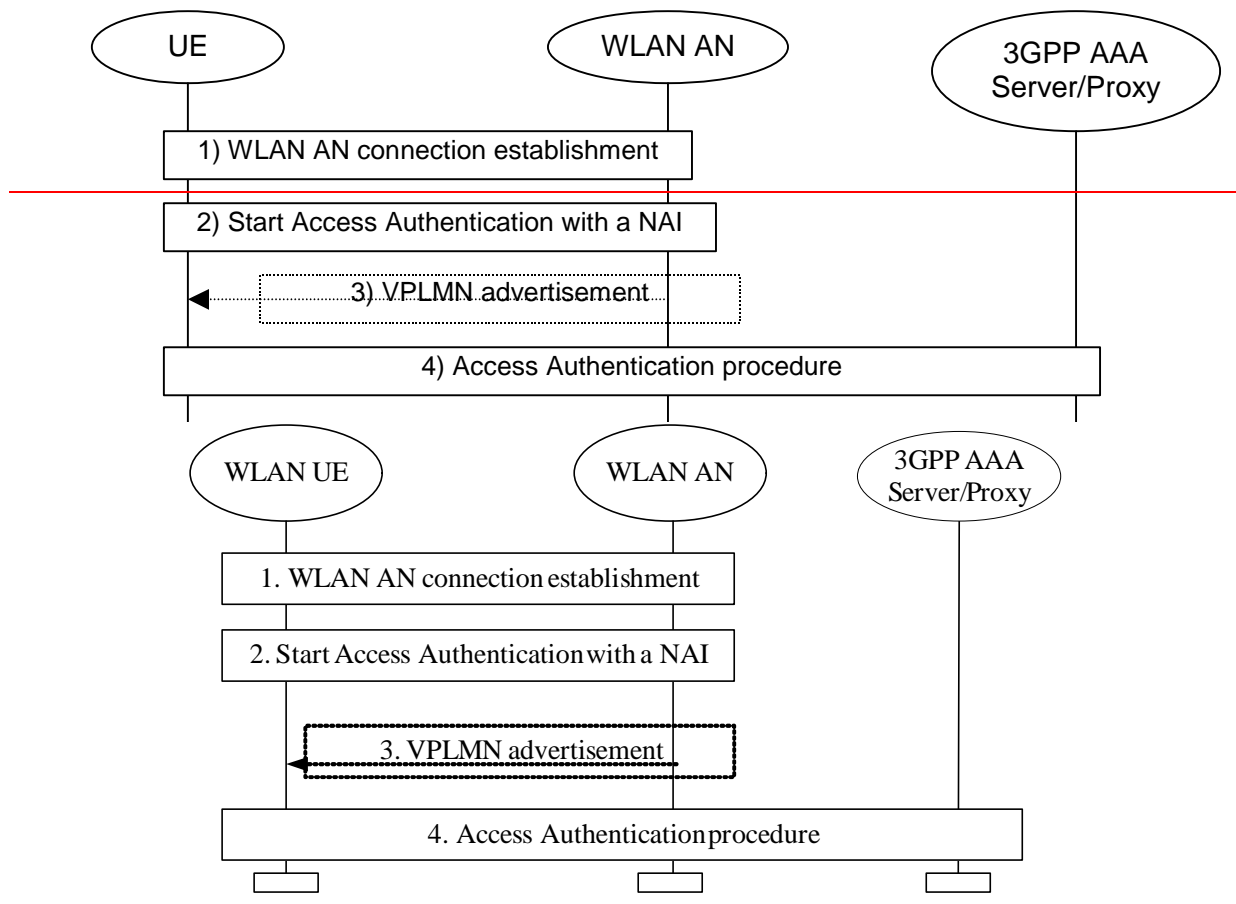 UE
WLAN AN
3GPP AAA
Server/Proxy
1) WLAN AN connection establishment
2) Start Access Authentication with a NAI
3) VPLMN advertisement
4) Access Authentication procedure
WLAN UE
WLAN AN
3GPP AAA
Server/Proxy
1. WLAN AN connection establishment
2. Start Access Authentication with a NAI
3. VPLMN advertisement
4. Access Authentication procedure